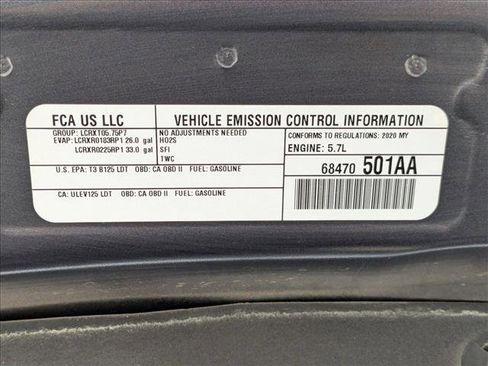 FCA US LLC
VEHICLE EMISSION CONTROL INFORMATION
GROUP: LCRXT05.75P7
EVAP: LCRXR0183RP1 26.0 gal
LCRXR0225RP1 33.0 gal
NO ADJUSTMENTS NEEDED
HO2S
SFI
TWC
CONFORMS TO REGULATIONS: 2020 MY
ENGINE: 5.7L
U.S. EPA: T3 B125 LDT OBD: CA OBD II FUEL: GASOLINE
68470 501AA
CA: ULEV125 LDT OBD: CA OBD II FUEL: GASOLINE